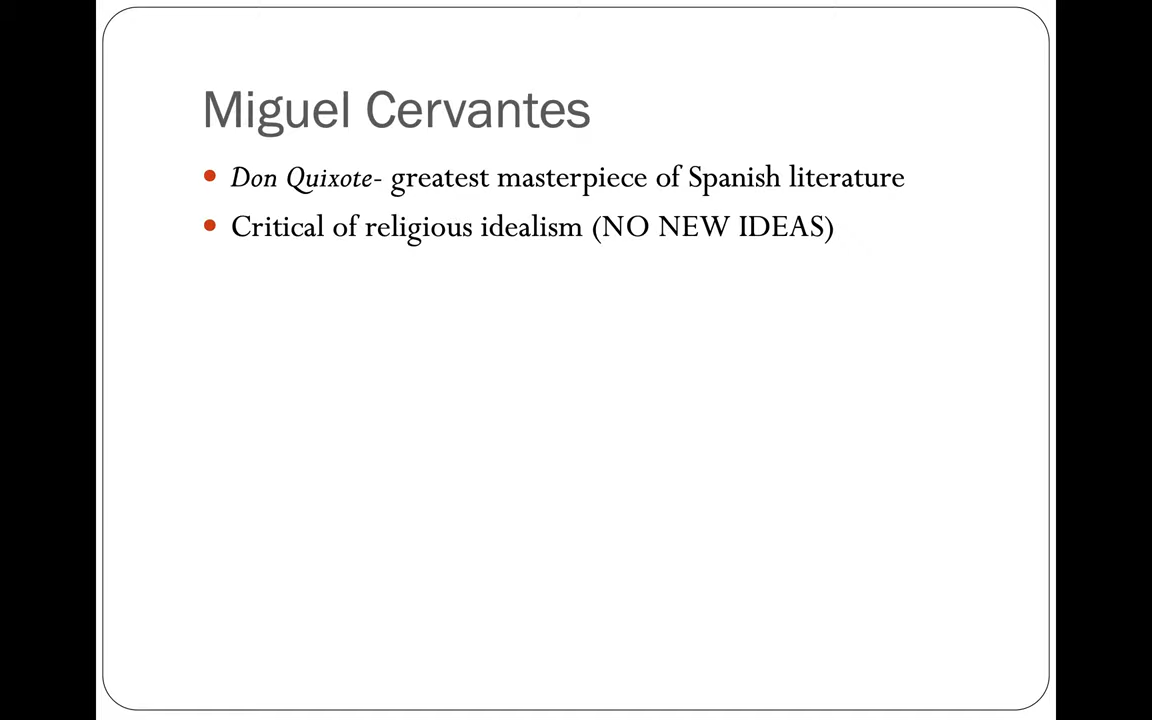 Miguel Cervantes
• Don Quixote- greatest masterpiece of Spanish literature
• Critical of religious idealism (NO NEW IDEAS)